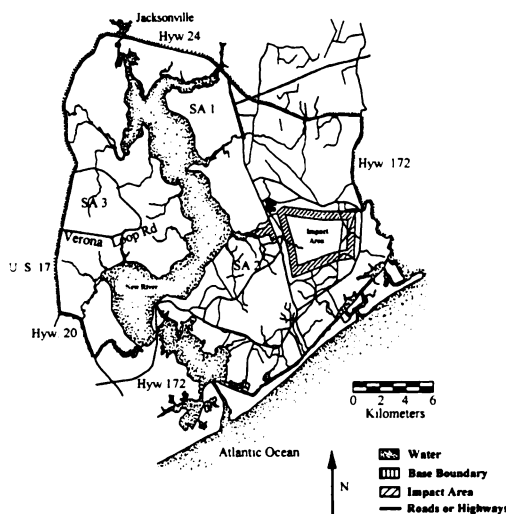 Jacksonville
Hyw 24
SA 1
Hyw 172
SA 3
Impact
Area
Verona Loop Rd
SA
U S 17
New River
Hyw 20
Hyw 172
0 2 4 6
Kilometers
Atlantic Ocean
N
Water
Base Boundary
Impact Area
Roads or Highways